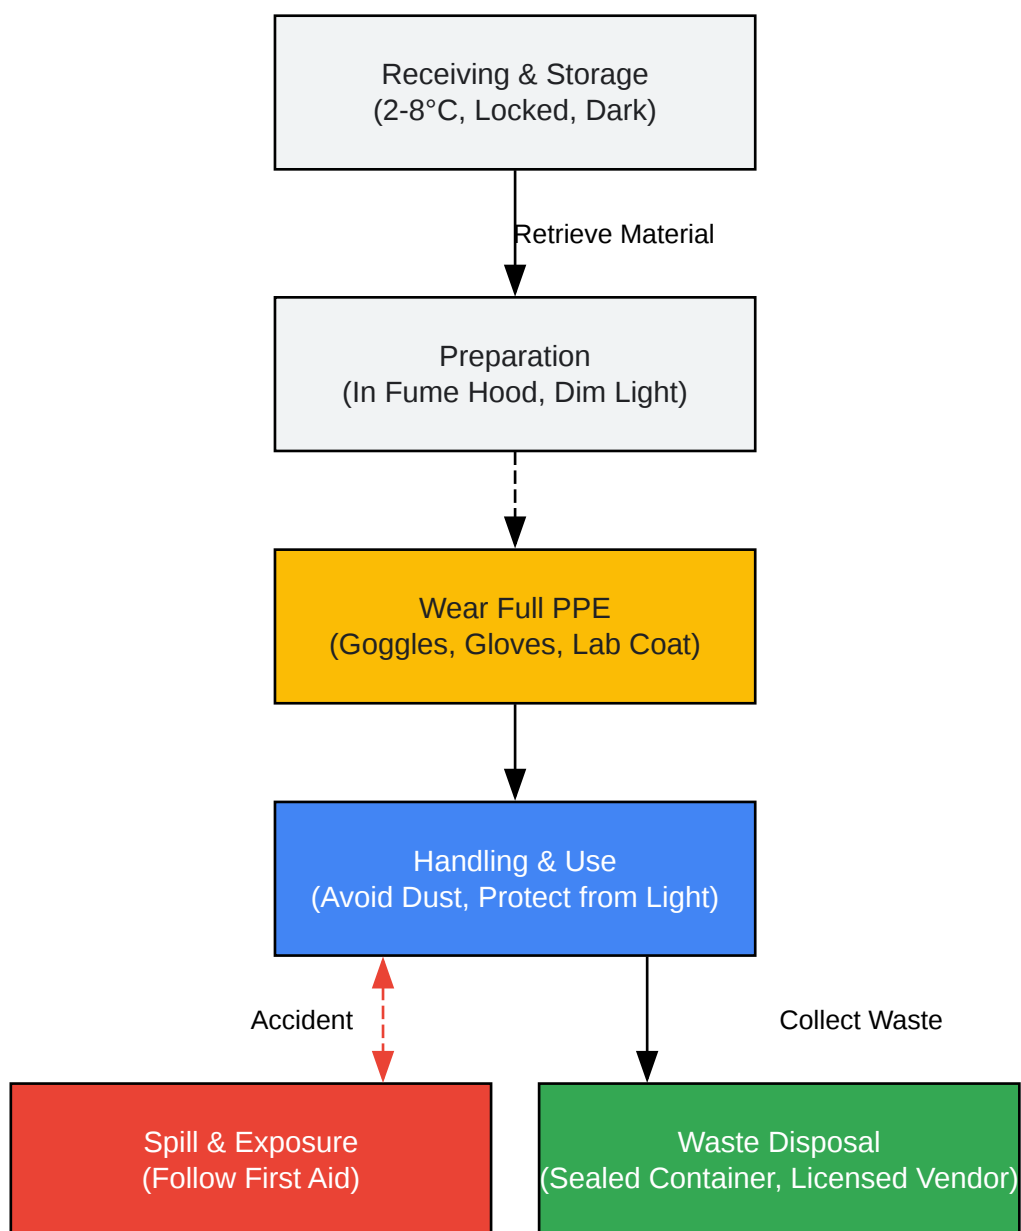 Receiving & Storage
(2-8°C, Locked, Dark)
Retrieve Material
Preparation
(In Fume Hood, Dim Light)
Wear Full PPE
(Goggles, Gloves, Lab Coat)
Handling & Use
(Avoid Dust, Protect from Light)
Accident
Collect Waste
Spill & Exposure
(Follow First Aid)
Waste Disposal
(Sealed Container, Licensed Vendor)